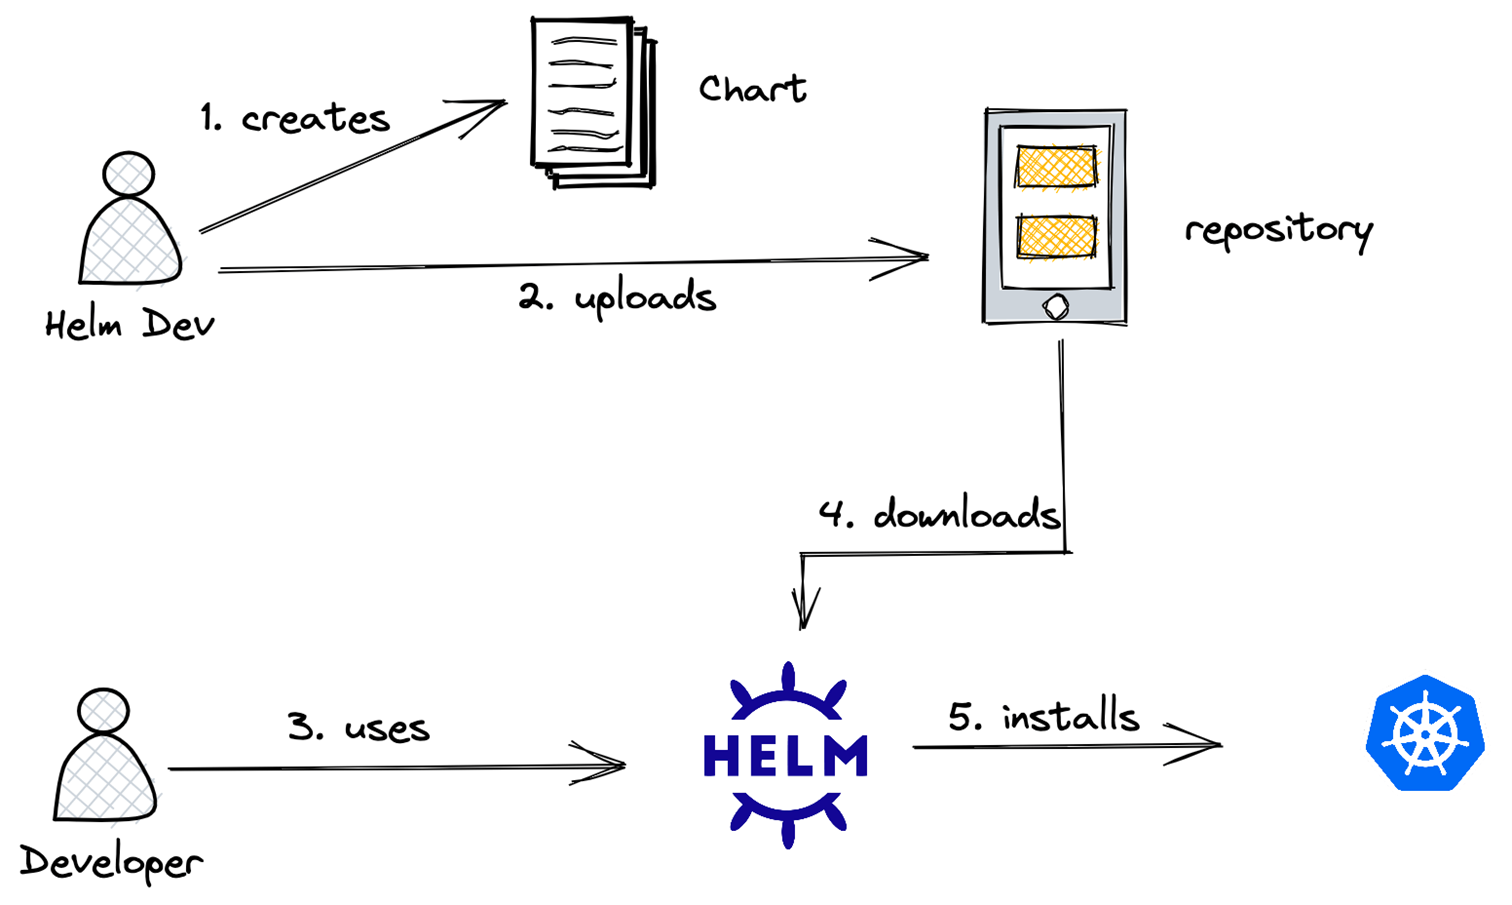 1. creates
Chart
Helm Dev
2. uploads
repository
4. downloads
3. uses
HELM
5. installs
Developer